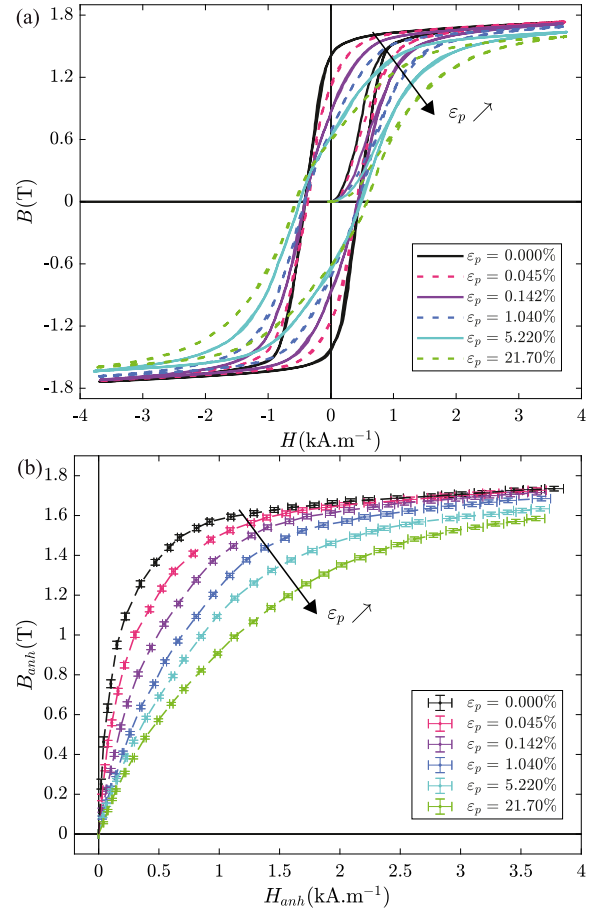 (a)
1.8
1.2
0.6
0
-0.6
-1.2
-1.8
B(T)
εp ↗
εp = 0.000%
εp = 0.045%
εp = 0.142%
εp = 1.040%
εp = 5.220%
εp = 21.70%
-4 -3 -2 -1 0 1 2 3 4
H(kA.m⁻¹)
(b)
1.8
1.6
1.4
1.2
1
0.8
0.6
0.4
0.2
0
Banh(T)
εp ↗
εp = 0.000%
εp = 0.045%
εp = 0.142%
εp = 1.040%
εp = 5.220%
εp = 21.70%
0 0.5 1 1.5 2 2.5 3 3.5 4
Hanh(kA.m⁻¹)